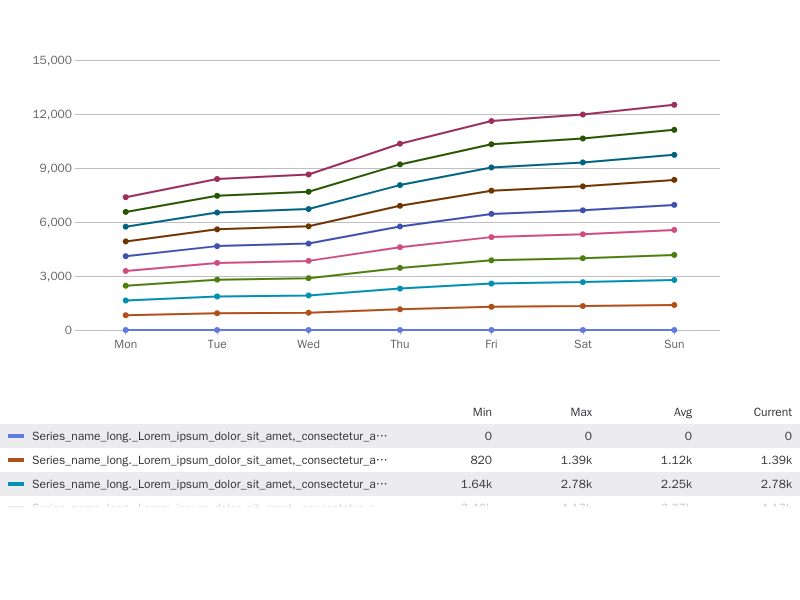 15,000
12,000
9,000
6,000
3,000
0
Mon Tue Wed Thu Fri Sat Sun
Min Max Avg Current
Series_name_long._Lorem_ipsum_dolor_sit_amet,_consectetur_a··· 0 0 0 0
Series_name_long._Lorem_ipsum_dolor_sit_amet,_consectetur_a··· 820 1.39k 1.12k 1.39k
Series_name_long._Lorem_ipsum_dolor_sit_amet,_consectetur_a··· 1.64k 2.78k 2.25k 2.78k